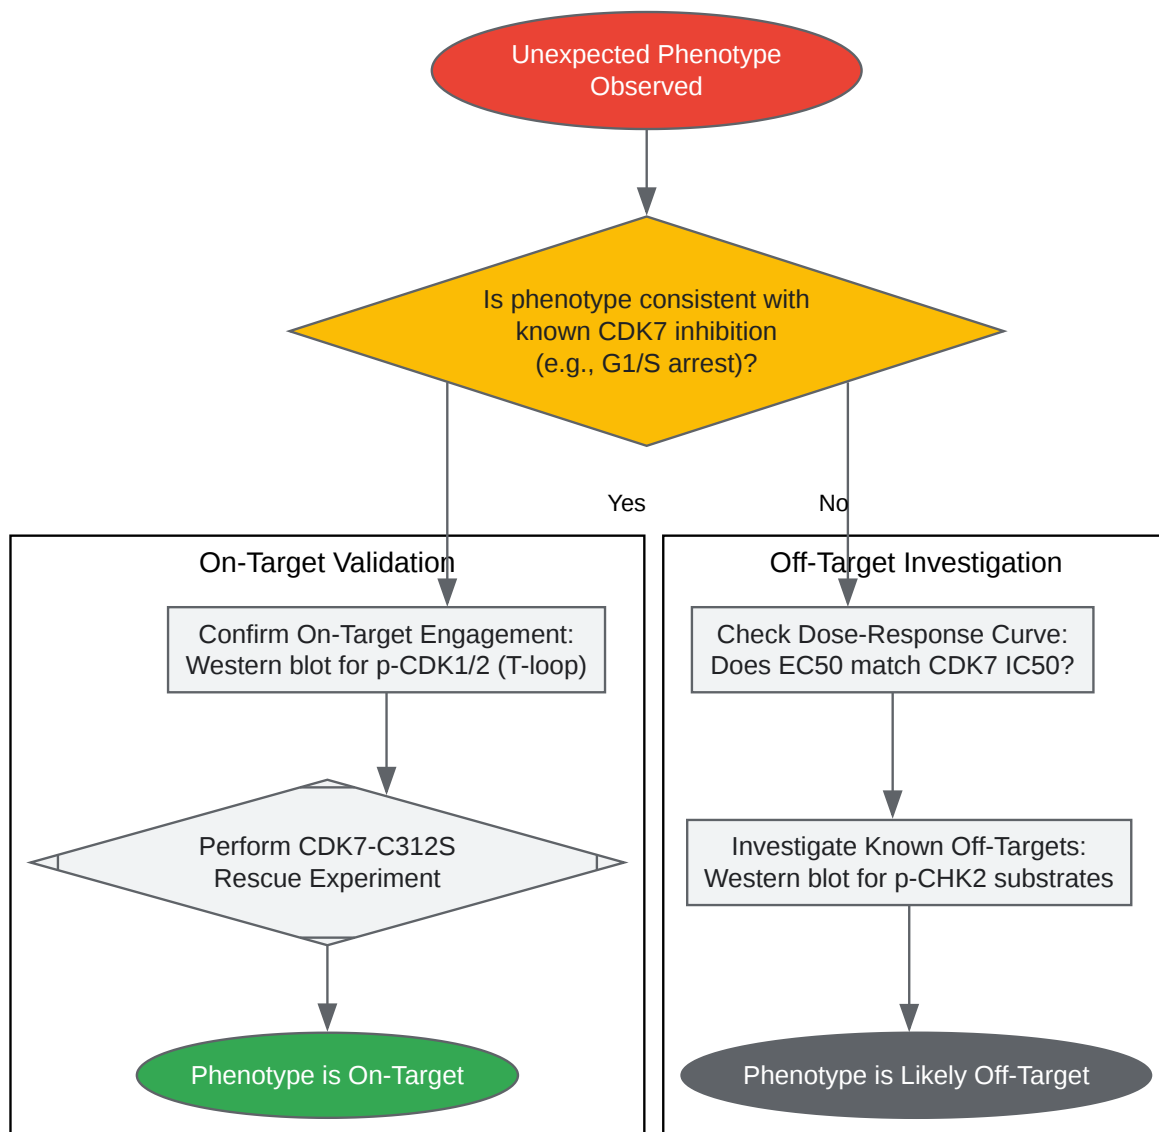 Unexpected Phenotype
Observed
Is phenotype consistent with
known CDK7 inhibition
(e.g., G1/S arrest)?
Yes
No
On-Target Validation
Confirm On-Target Engagement:
Western blot for p-CDK1/2 (T-loop)
Perform CDK7-C312S
Rescue Experiment
Phenotype is On-Target
Off-Target Investigation
Check Dose-Response Curve:
Does EC50 match CDK7 IC50?
Investigate Known Off-Targets:
Western blot for p-CHK2 substrates
Phenotype is Likely Off-Target